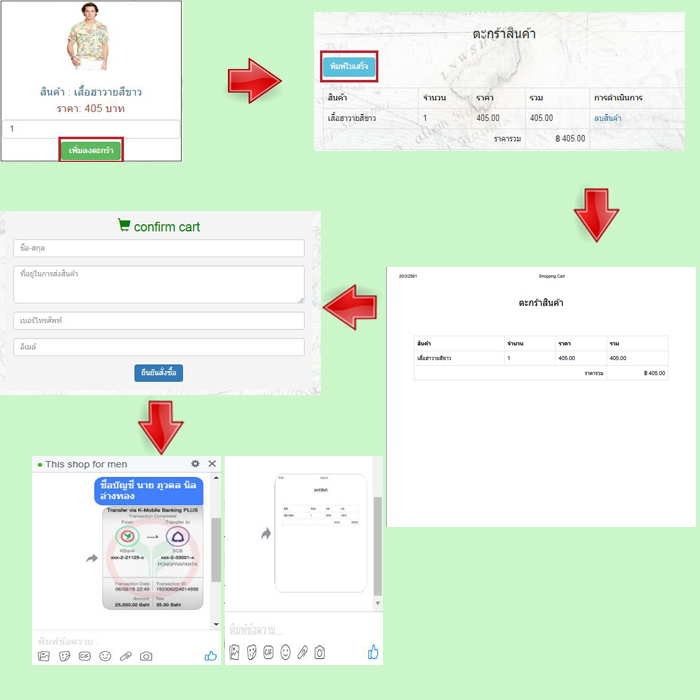 สินค้า : เสื้อฮาวายสีขาว
ราคา: 405 บาท
1
เพิ่มลงตะกร้า
ตะกร้าสินค้า
พิมพ์ใบเสร็จ
สินค้า จำนวน ราคา รวม การดำเนินการ
เสื้อฮาวายสีขาว 1 405.00 405.00 ลบสินค้า
ราคารวม ฿ 405.00
confirm cart
ชื่อ-สกุล
ที่อยู่ในการส่งสินค้า
เบอร์โทรศัพท์
อีเมล์
ยืนยันสั่งซื้อ
20/3/2561 Shopping Cart
ตะกร้าสินค้า
สินค้า จำนวน ราคา รวม
เสื้อฮาวายสีขาว 1 405.00 405.00
ราคารวม ฿ 405.00
This shop for men
ชื่อบัญชี นาย ภูวดล นิล
อ่างทอง
Transfer via K-Mobile Banking PLUS
Transaction Completed
From Transfer to
KBank SCB
xxx-2-21125-x xxx-2-33031-x
PONGPRAPANTA
Transaction Date Transaction ID
06/02/15 22:40
Amount Fee
25,000.00 Baht 35.00 Baht
พิมพ์ข้อความ...
GIF
ตะกร้าสินค้า
พิมพ์ข้อความ...
GIF